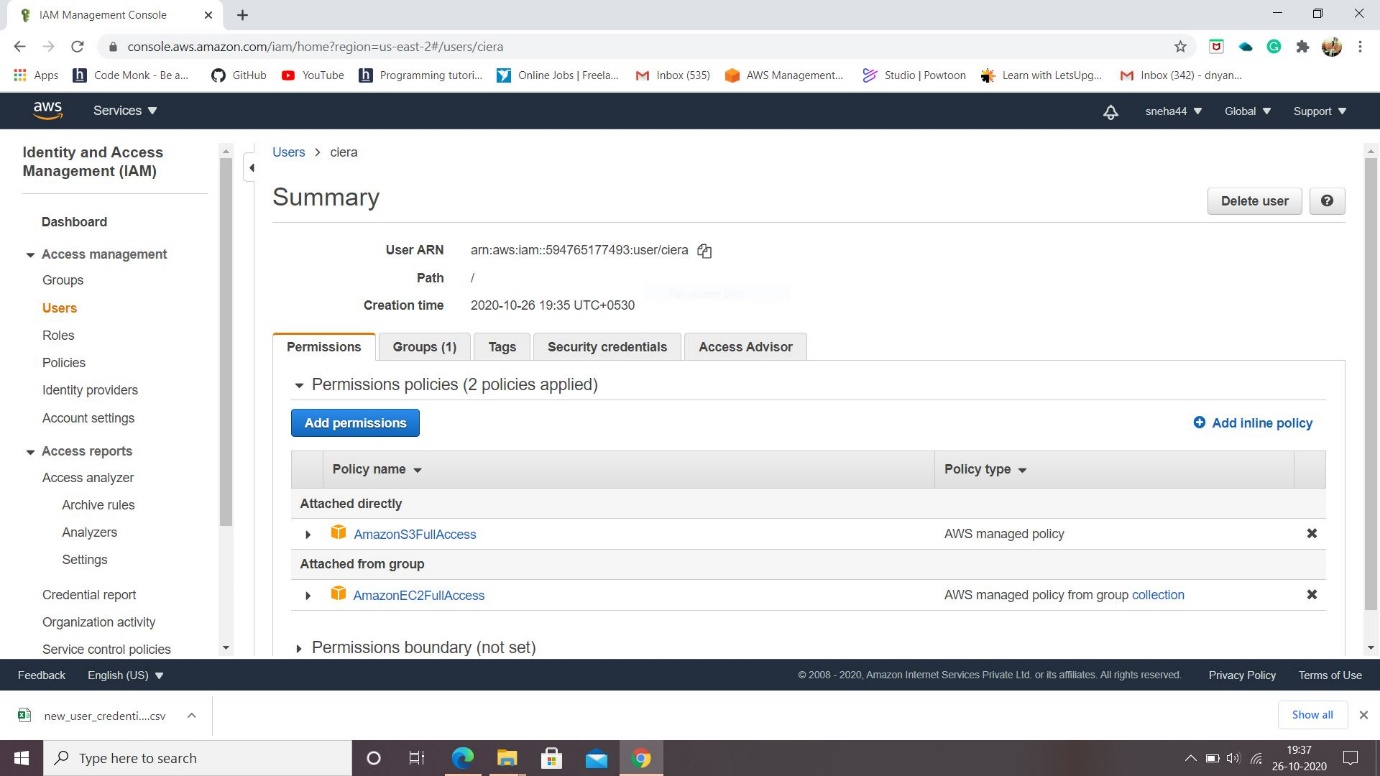 IAM Management Console
console.aws.amazon.com/iam/home?region=us-east-2#/users/ciera
Apps
Code Monk - Be a...
GitHub
YouTube
Programming tutori...
Online Jobs | Freela...
Inbox (535)
AWS Management...
Studio | Powtoon
Learn with LetsUpg...
Inbox (342) - dnyan...
aws
Services
sneha44
Global
Support
Identity and Access
Management (IAM)
Dashboard
Access management
Groups
Users
Roles
Policies
Identity providers
Account settings
Access reports
Access analyzer
Archive rules
Analyzers
Settings
Credential report
Organization activity
Service control policies
Users > ciera
Summary
Delete user
User ARN arn:aws:iam::594765177493:user/ciera
Path /
Creation time 2020-10-26 19:35 UTC+0530
Permissions
Groups (1)
Tags
Security credentials
Access Advisor
Permissions policies (2 policies applied)
Add permissions
Add inline policy
Policy name
Policy type
Attached directly
AmazonS3FullAccess AWS managed policy
Attached from group
AmazonEC2FullAccess AWS managed policy from group collection
Permissions boundary (not set)
Feedback
English (US)
© 2008 - 2020, Amazon Internet Services Private Ltd. or its affiliates. All rights reserved.
Privacy Policy
Terms of Use
new_user_credenti....csv
Show all
Type here to search
19:37
26-10-2020